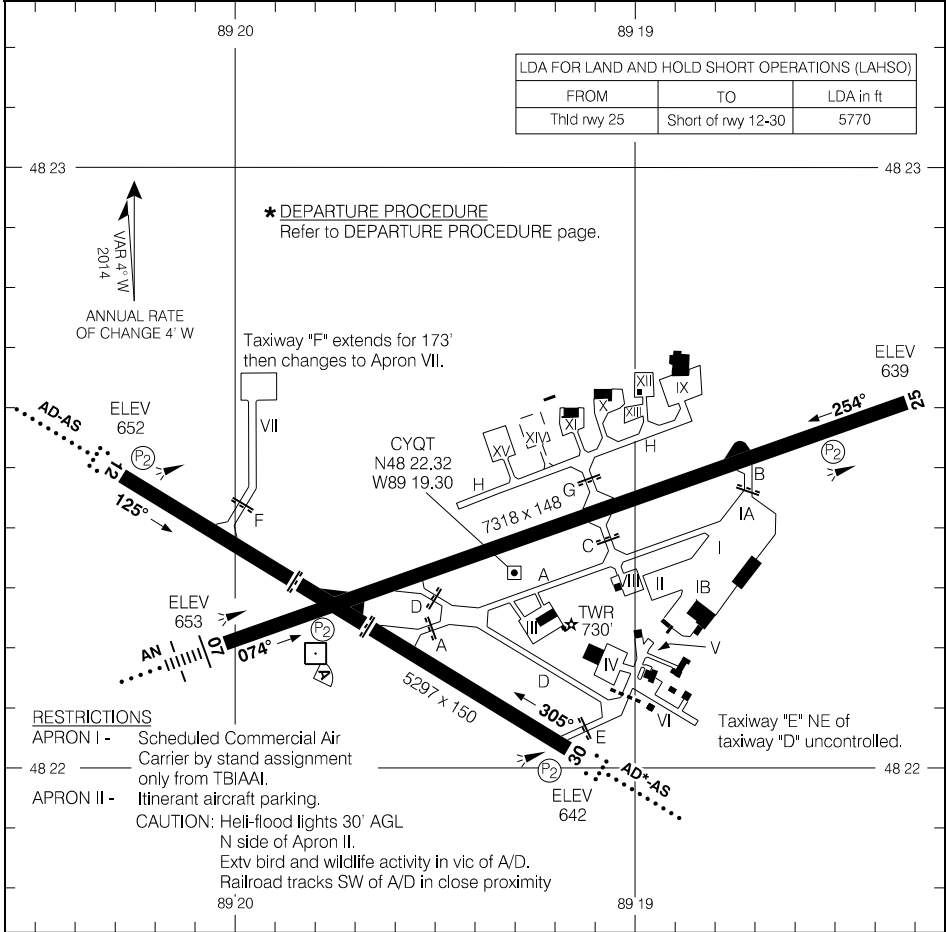 89 20
89 19
LDA FOR LAND AND HOLD SHORT OPERATIONS (LAHSO)
FROM TO LDA in ft
Thld rwy 25 Short of rwy 12-30 5770
48 23
48 23
* DEPARTURE PROCEDURE
Refer to DEPARTURE PROCEDURE page.
VAR 4° W
2014
ANNUAL RATE
OF CHANGE 4' W
Taxiway "F" extends for 173'
then changes to Apron VII.
VII
ELEV
639
25
254°
P2
AD-AS
ELEV
652
P2
12
125°
F
CYQT
N48 22.32
W89 19.30
XV
XIV
XI
X
XIII
XII
IX
H
H
G
7318 x 148
B
IA
C
A
I
VIII
II
IB
D
III
TWR
730'
V
ELEV
653
07
074°
P2
AN
A
A
D
IV
VI
5297 x 150
305°
E
30
P2
AD*-AS
ELEV
642
Taxiway "E" NE of
taxiway "D" uncontrolled.
RESTRICTIONS
APRON I - Scheduled Commercial Air
Carrier by stand assignment
only from TBIAAI.
48 22
48 22
APRON II - Itinerant aircraft parking.
CAUTION: Heli-flood lights 30' AGL
N side of Apron II.
Extv bird and wildlife activity in vic of A/D.
Railroad tracks SW of A/D in close proximity
89 20
89 19